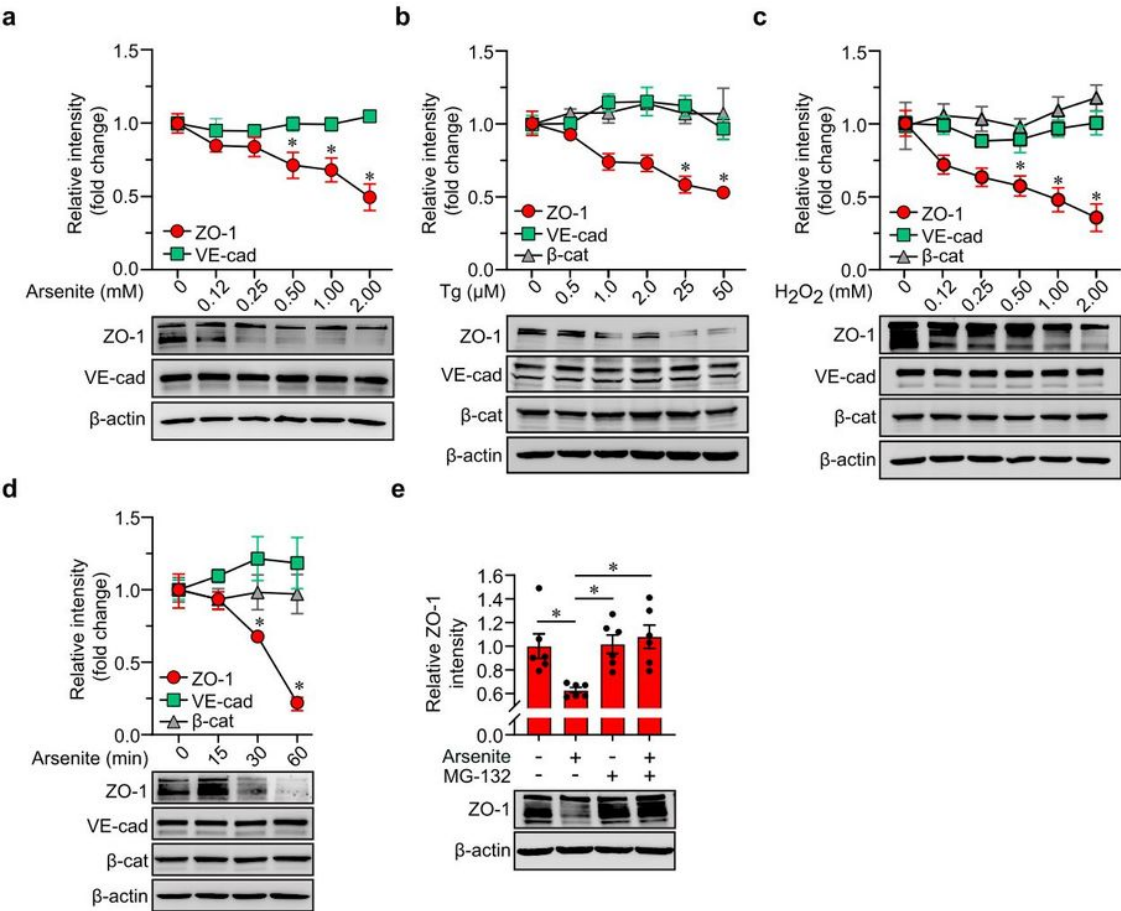 a
1.5
1.0
0.5
0.0
Relative intensity
(fold change)
*
*
*
ZO-1
VE-cad
Arsenite (mM)
0
0.12
0.25
0.50
1.00
2.00
ZO-1
VE-cad
β-actin
b
1.5
1.0
0.5
0.0
Relative intensity
(fold change)
*
*
ZO-1
VE-cad
β-cat
Tg (µM)
0
0.5
1.0
2.0
25
50
ZO-1
VE-cad
β-cat
β-actin
c
1.5
1.0
0.5
0.0
Relative intensity
(fold change)
*
*
*
ZO-1
VE-cad
β-cat
H₂O₂ (mM)
0
0.12
0.25
0.50
1.00
2.00
ZO-1
VE-cad
β-cat
β-actin
d
1.5
1.0
0.5
0.0
Relative intensity
(fold change)
*
*
ZO-1
VE-cad
β-cat
Arsenite (min)
0
15
30
60
ZO-1
VE-cad
β-cat
β-actin
e
1.6
1.4
1.2
1.0
0.8
0.6
0.0
Relative ZO-1
intensity
*
*
*
Arsenite - + - +
MG-132 - - + +
ZO-1
β-actin